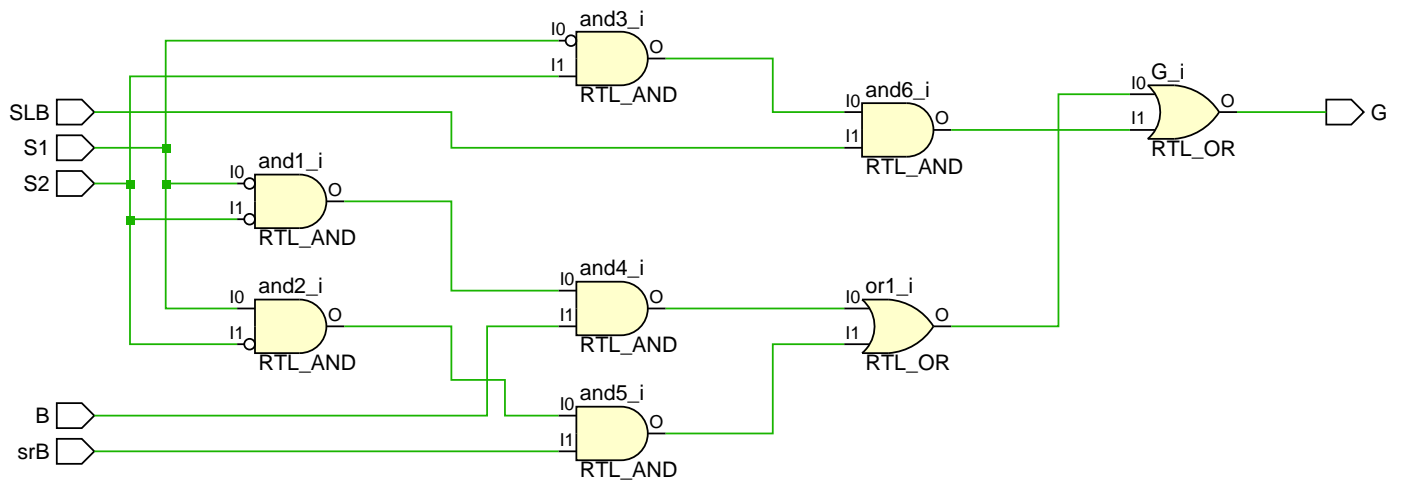 and3_i
I0
O
I1
RTL_AND
G_i
I0
O
I1
RTL_OR
G
and6_i
I0
O
I1
RTL_AND
SLB
S1
S2
and1_i
I0
O
I1
RTL_AND
and2_i
I0
O
I1
RTL_AND
and4_i
I0
O
I1
RTL_AND
or1_i
I0
O
I1
RTL_OR
and5_i
I0
O
I1
RTL_AND
B
srB